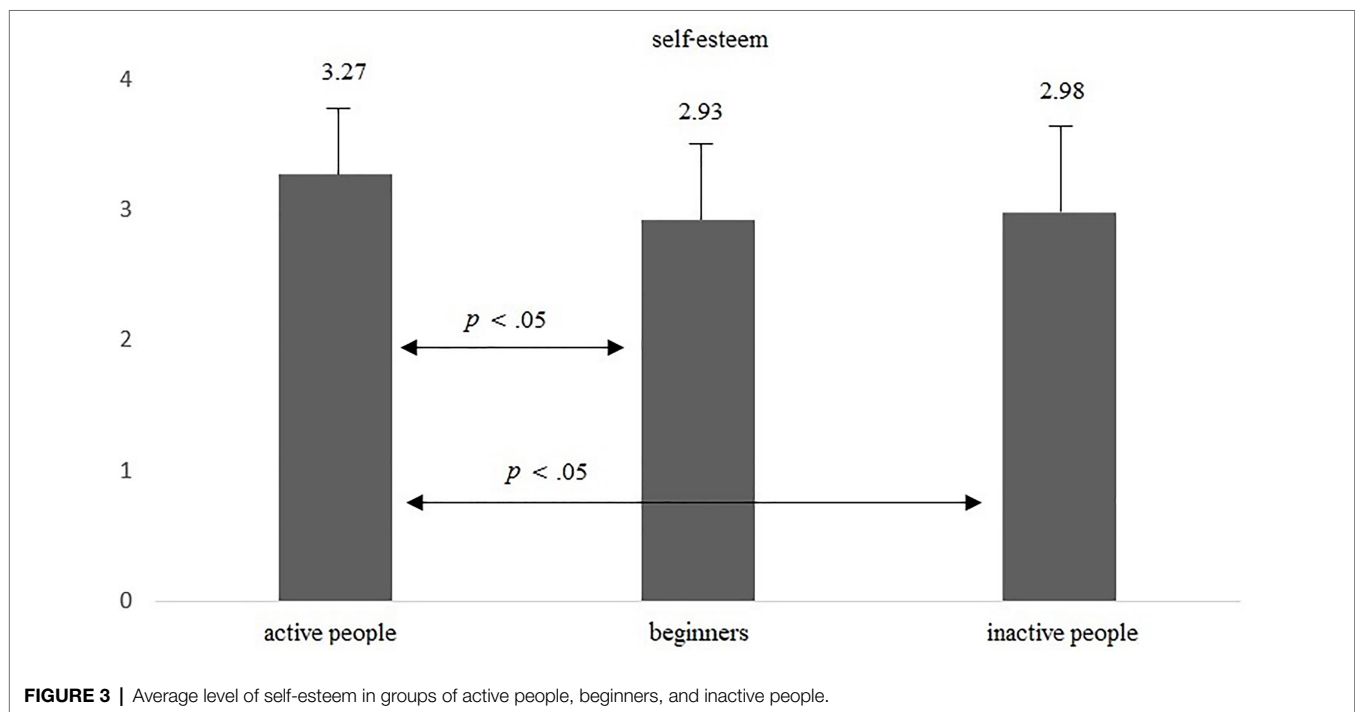 self-esteem
4
3.27
2.93
2.98
3
p < .05
2
p < .05
1
0
active people
beginners
inactive people
FIGURE 3 | Average level of self-esteem in groups of active people, beginners, and inactive people.